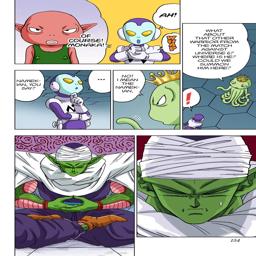 OF
COURSE!
MONAKA!
AH!
NAMEK-
IAN,
YOU
SAY?
...
NO!
I MEAN
THE
NAMEK-
IAN.
!
WHAT
ABOUT
THAT OTHER
WARRIOR FROM
THE MATCH
AGAINST
UNIVERSE 6?
WHERE IS HE?
COULD WE
SUMMON
HIM HERE?
154